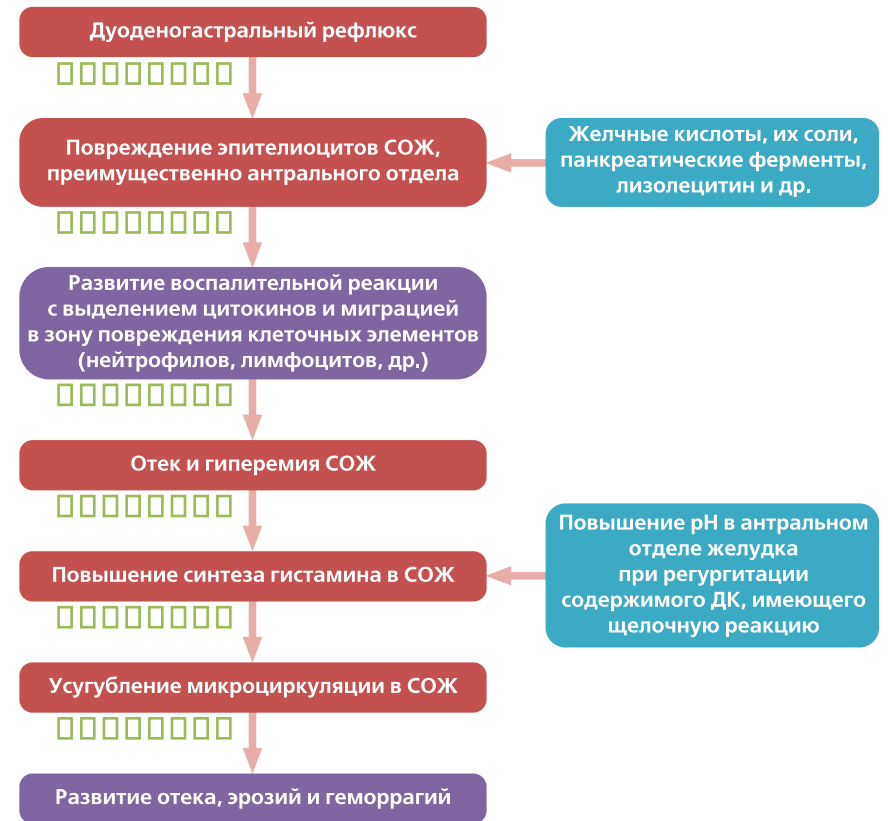 Дуоденогастральный рефлюкс
Повреждение эпителиоцитов СОЖ,
преимущественно антрального отдела
Желчные кислоты, их соли,
панкреатические ферменты,
лизолецитин и др.
Развитие воспалительной реакции
с выделением цитокинов и миграцией
в зону повреждения клеточных элементов
(нейтрофилов, лимфоцитов, др.)
Отек и гиперемия СОЖ
Повышение синтеза гистамина в СОЖ
Повышение pH в антральном
отделе желудка
при регургитации
содержимого ДК, имеющего
щелочную реакцию
Усугубление микроциркуляции в СОЖ
Развитие отека, эрозий и геморрагий